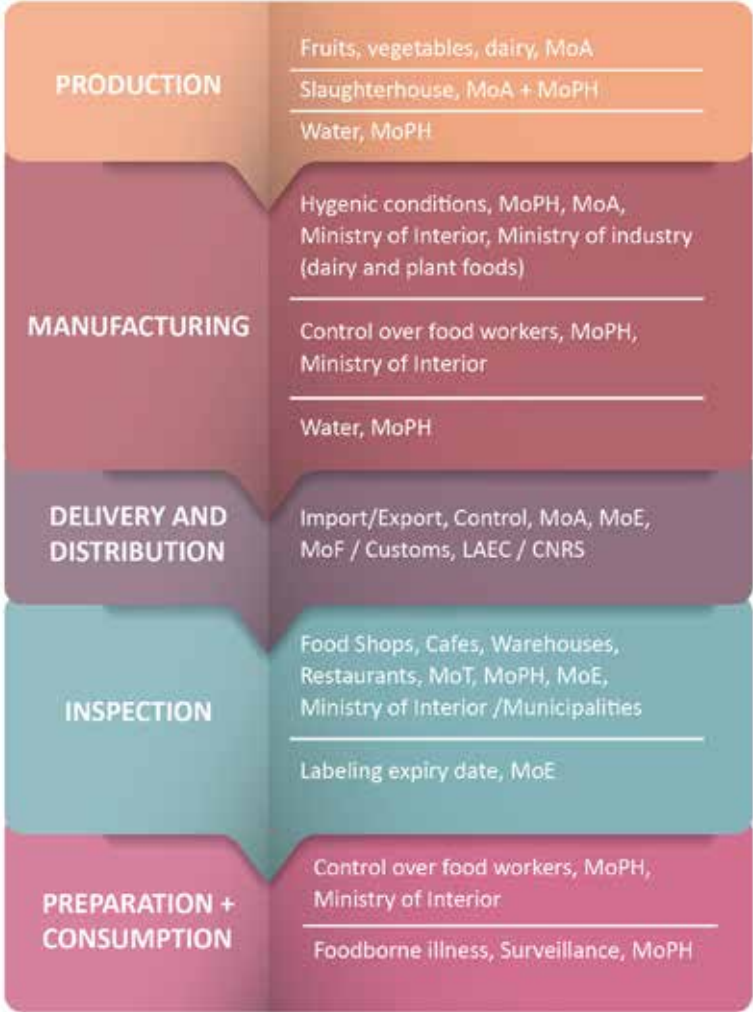 PRODUCTION
Fruits, vegetables, dairy, MoA
Slaughterhouse, MoA + MoPH
Water, MoPH
MANUFACTURING
Hygenic conditions, MoPH, MoA,
Ministry of Interior, Ministry of industry
(dairy and plant foods)
Control over food workers, MoPH,
Ministry of Interior
Water, MoPH
DELIVERY AND
DISTRIBUTION
Import/Export, Control, MoA, MoE,
MoF / Customs, LAEC / CNRS
INSPECTION
Food Shops, Cafes, Warehouses,
Restaurants, MoT, MoPH, MoE,
Ministry of Interior /Municipalities
Labeling expiry date, MoE
PREPARATION +
CONSUMPTION
Control over food workers, MoPH,
Ministry of Interior
Foodborne illness, Surveillance, MoPH